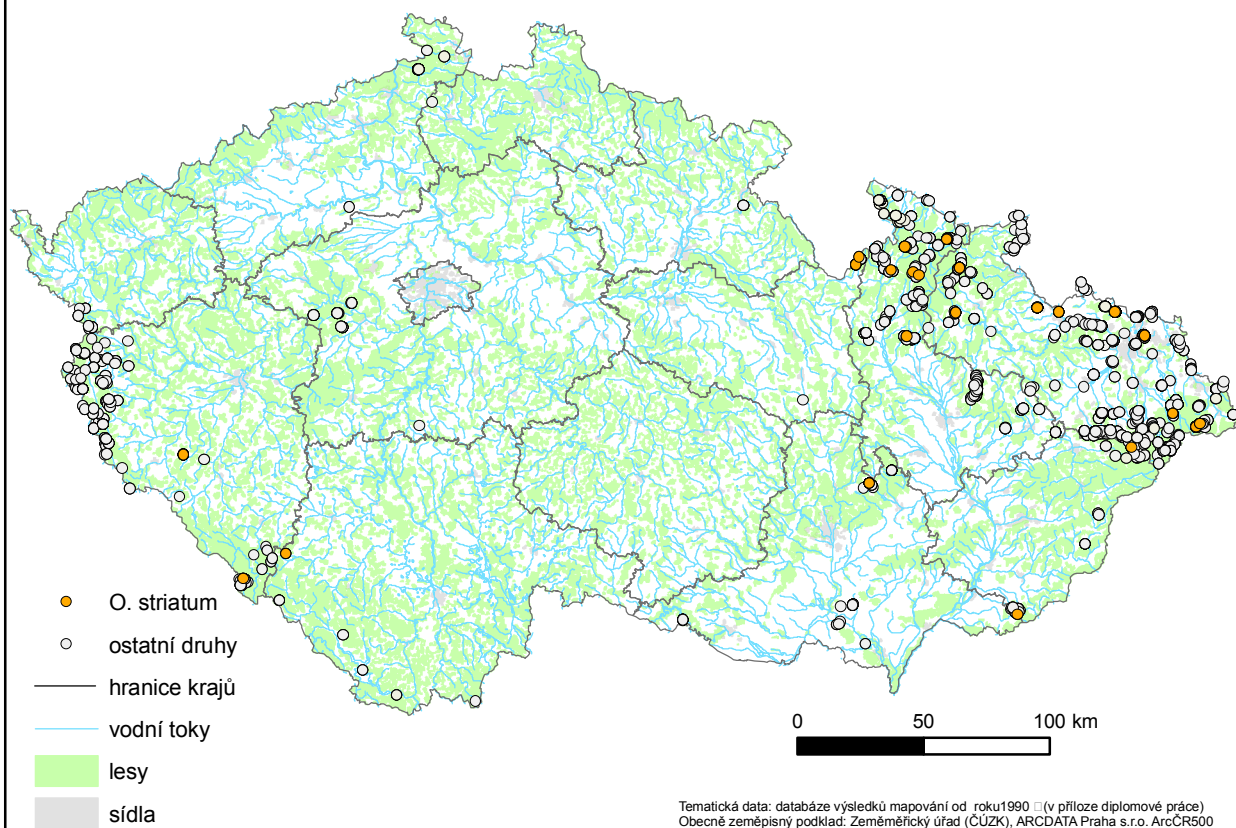 O. striatum
ostatní druhy
hranice krajů
vodní toky
lesy
sídla
0 50 100 km
Tematická data: databáze výsledků mapování od roku1990 (v příloze diplomové práce)
Obecně zeměpisný podklad: Zeměměřický úřad (ČÚZK), ARCDATA Praha s.r.o. ArcČR500